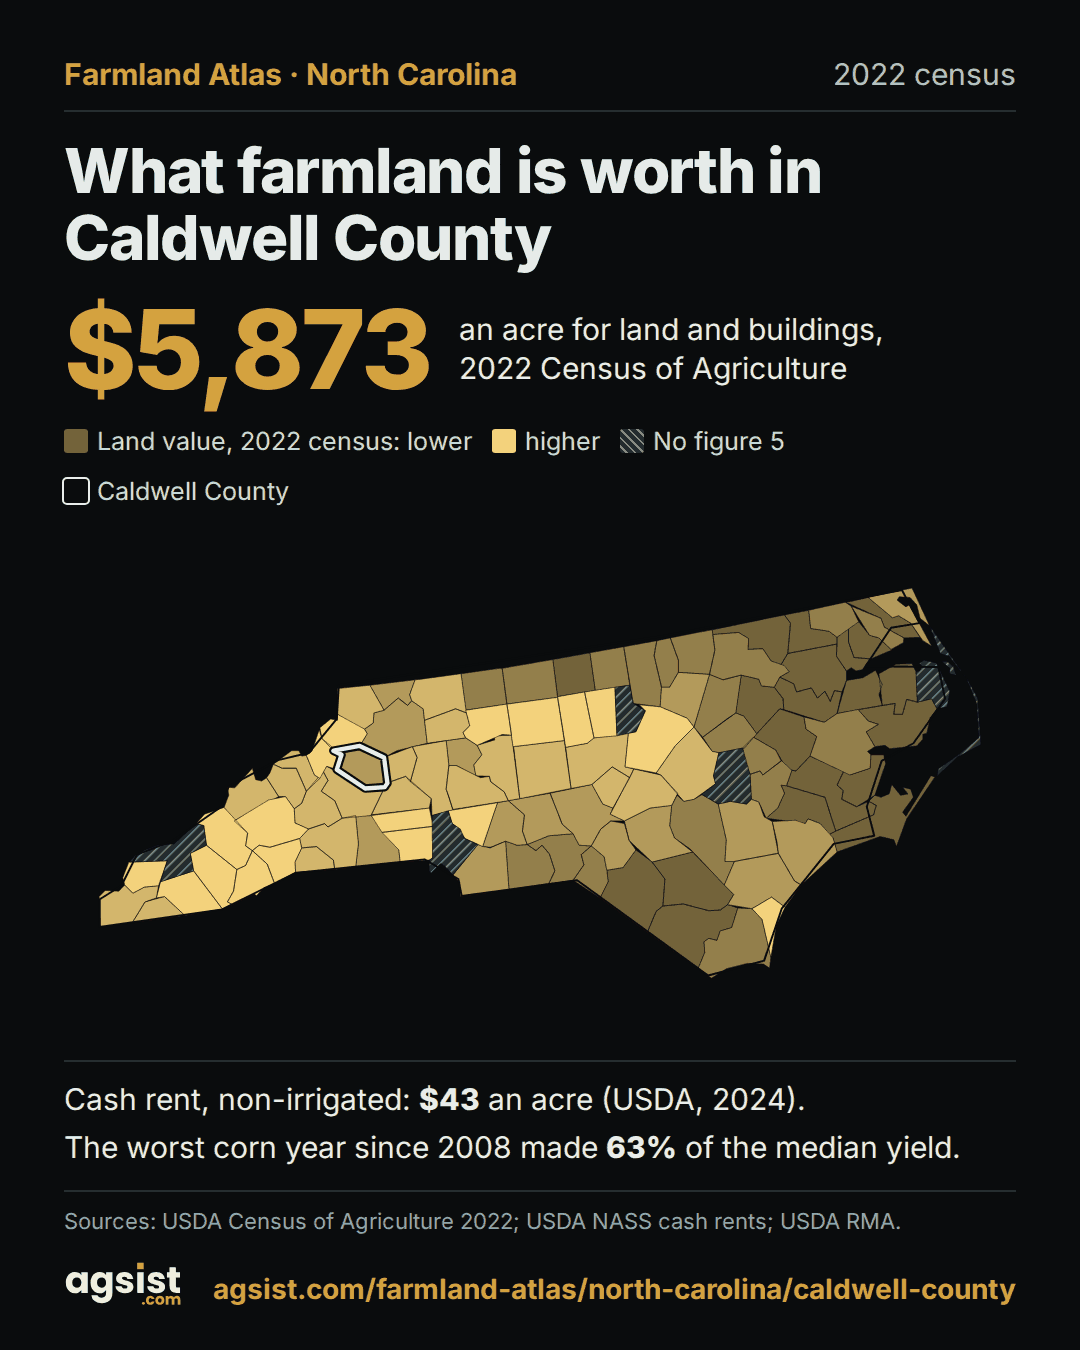 Farmland Atlas · North Carolina
2022 census
What farmland is worth in
Caldwell County
$5,873
an acre for land and buildings,
2022 Census of Agriculture
Land value, 2022 census: lower
higher
No figure 5
Caldwell County
Cash rent, non-irrigated: $43 an acre (USDA, 2024).
The worst corn year since 2008 made 63% of the median yield.
Sources: USDA Census of Agriculture 2022; USDA NASS cash rents; USDA RMA.
agsist
.com
agsist.com/farmland-atlas/north-carolina/caldwell-county